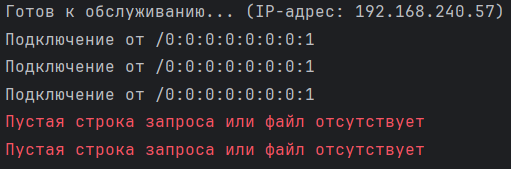 Готов к обслуживанию... (IP-адрес: 192.168.240.57)
Подключение от /0:0:0:0:0:0:0:1
Подключение от /0:0:0:0:0:0:0:1
Подключение от /0:0:0:0:0:0:0:1
Пустая строка запроса или файл отсутствует
Пустая строка запроса или файл отсутствует